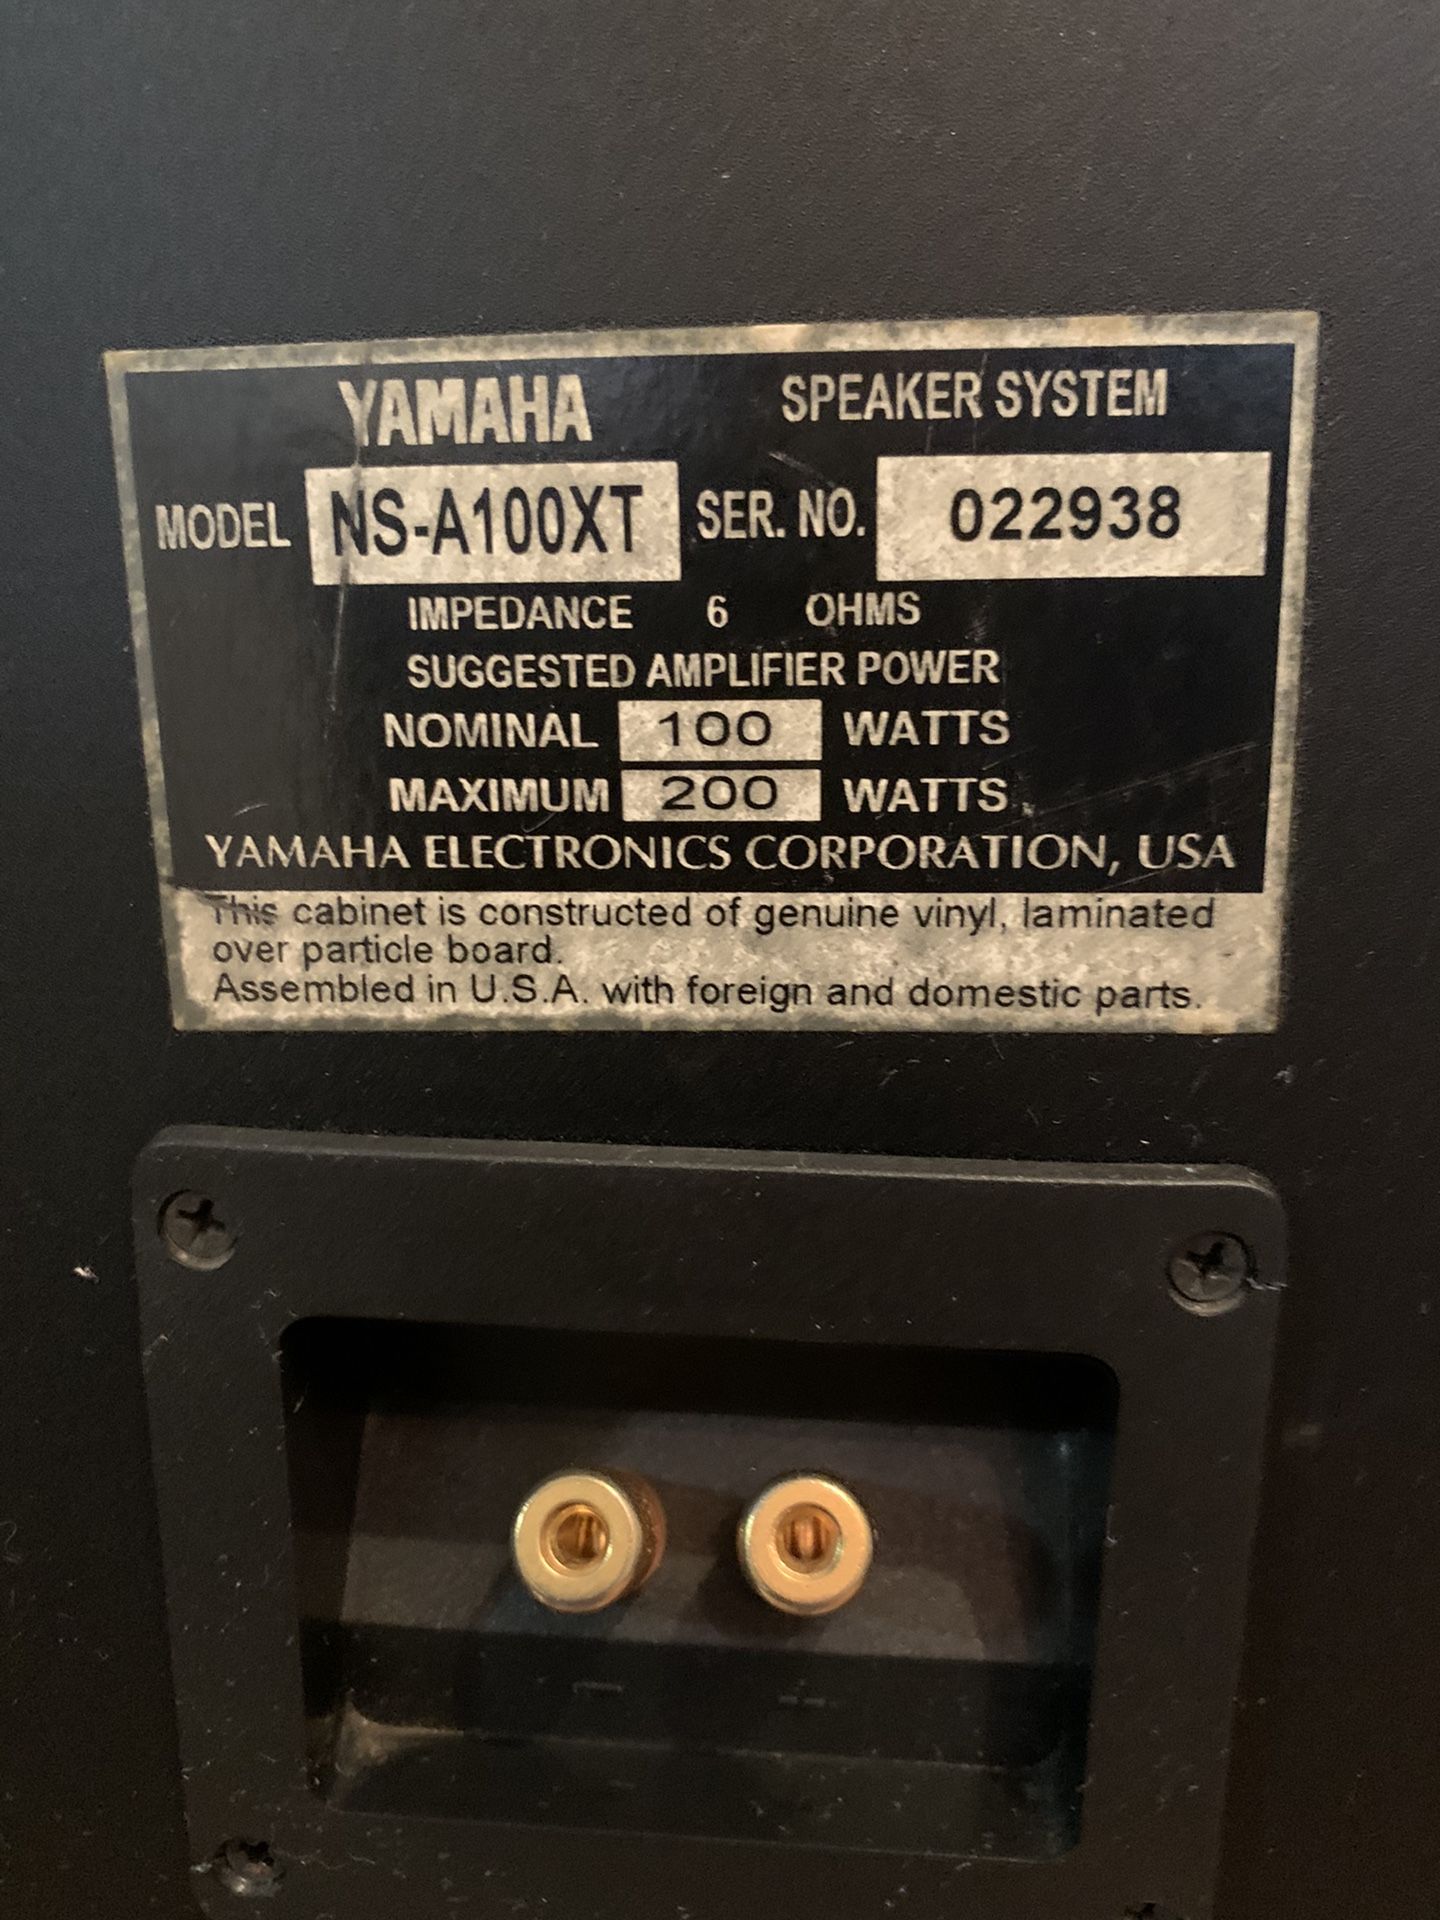 YAMAHA SPEAKER SYSTEM
MODEL NS-A100XT SER. NO. 022938
IMPEDANCE 6 OHMS
SUGGESTED AMPLIFIER POWER
NOMINAL 100 WATTS
MAXIMUM 200 WATTS
YAMAHA ELECTRONICS CORPORATION, USA
This cabinet is constructed of genuine vinyl, laminated
over particle board.
Assembled in U.S.A. with foreign and domestic parts.
- +